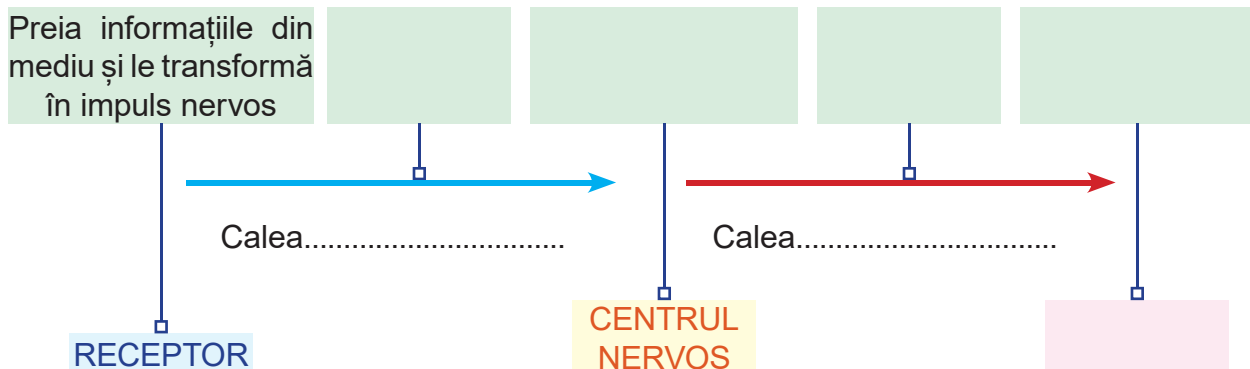 Preia informațiile din
mediu și le transformă
în impuls nervos
Calea.................................
Calea.................................
RECEPTOR
CENTRUL
NERVOS